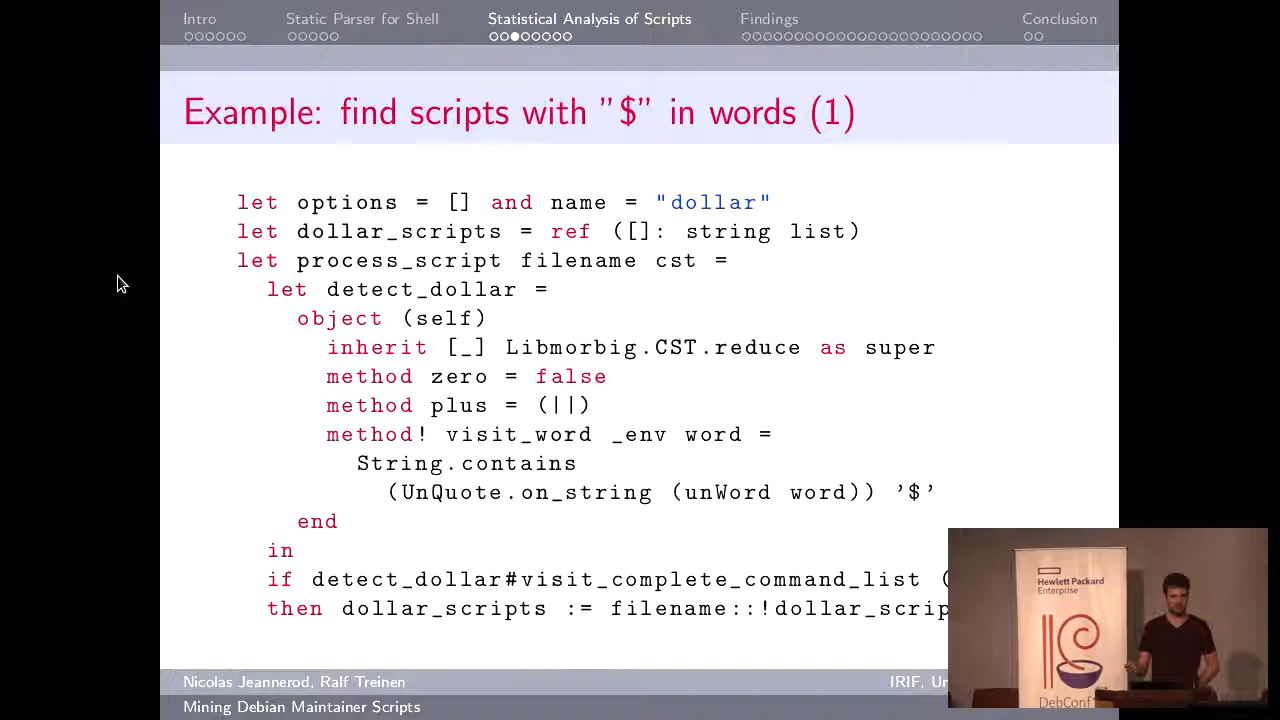 Intro Static Parser for Shell Statistical Analysis of Scripts Findings Conclusion
Example: find scripts with "$" in words (1)
let options = [] and name = "dollar"
let dollar_scripts = ref ([]: string list)
let process_script filename cst =
let detect_dollar =
object (self)
inherit [_] Libmorbig.CST.reduce as super
method zero = false
method plus = (||)
method! visit_word _env word =
String.contains
(UnQuote.on_string (unWord word)) '$'
end
in
if detect_dollar#visit_complete_command_list (
then dollar_scripts := filename::!dollar_scrip
Hewlett Packard
Enterprise
DebConf
Nicolas Jeannerod, Ralf Treinen IRIF, Un
Mining Debian Maintainer Scripts